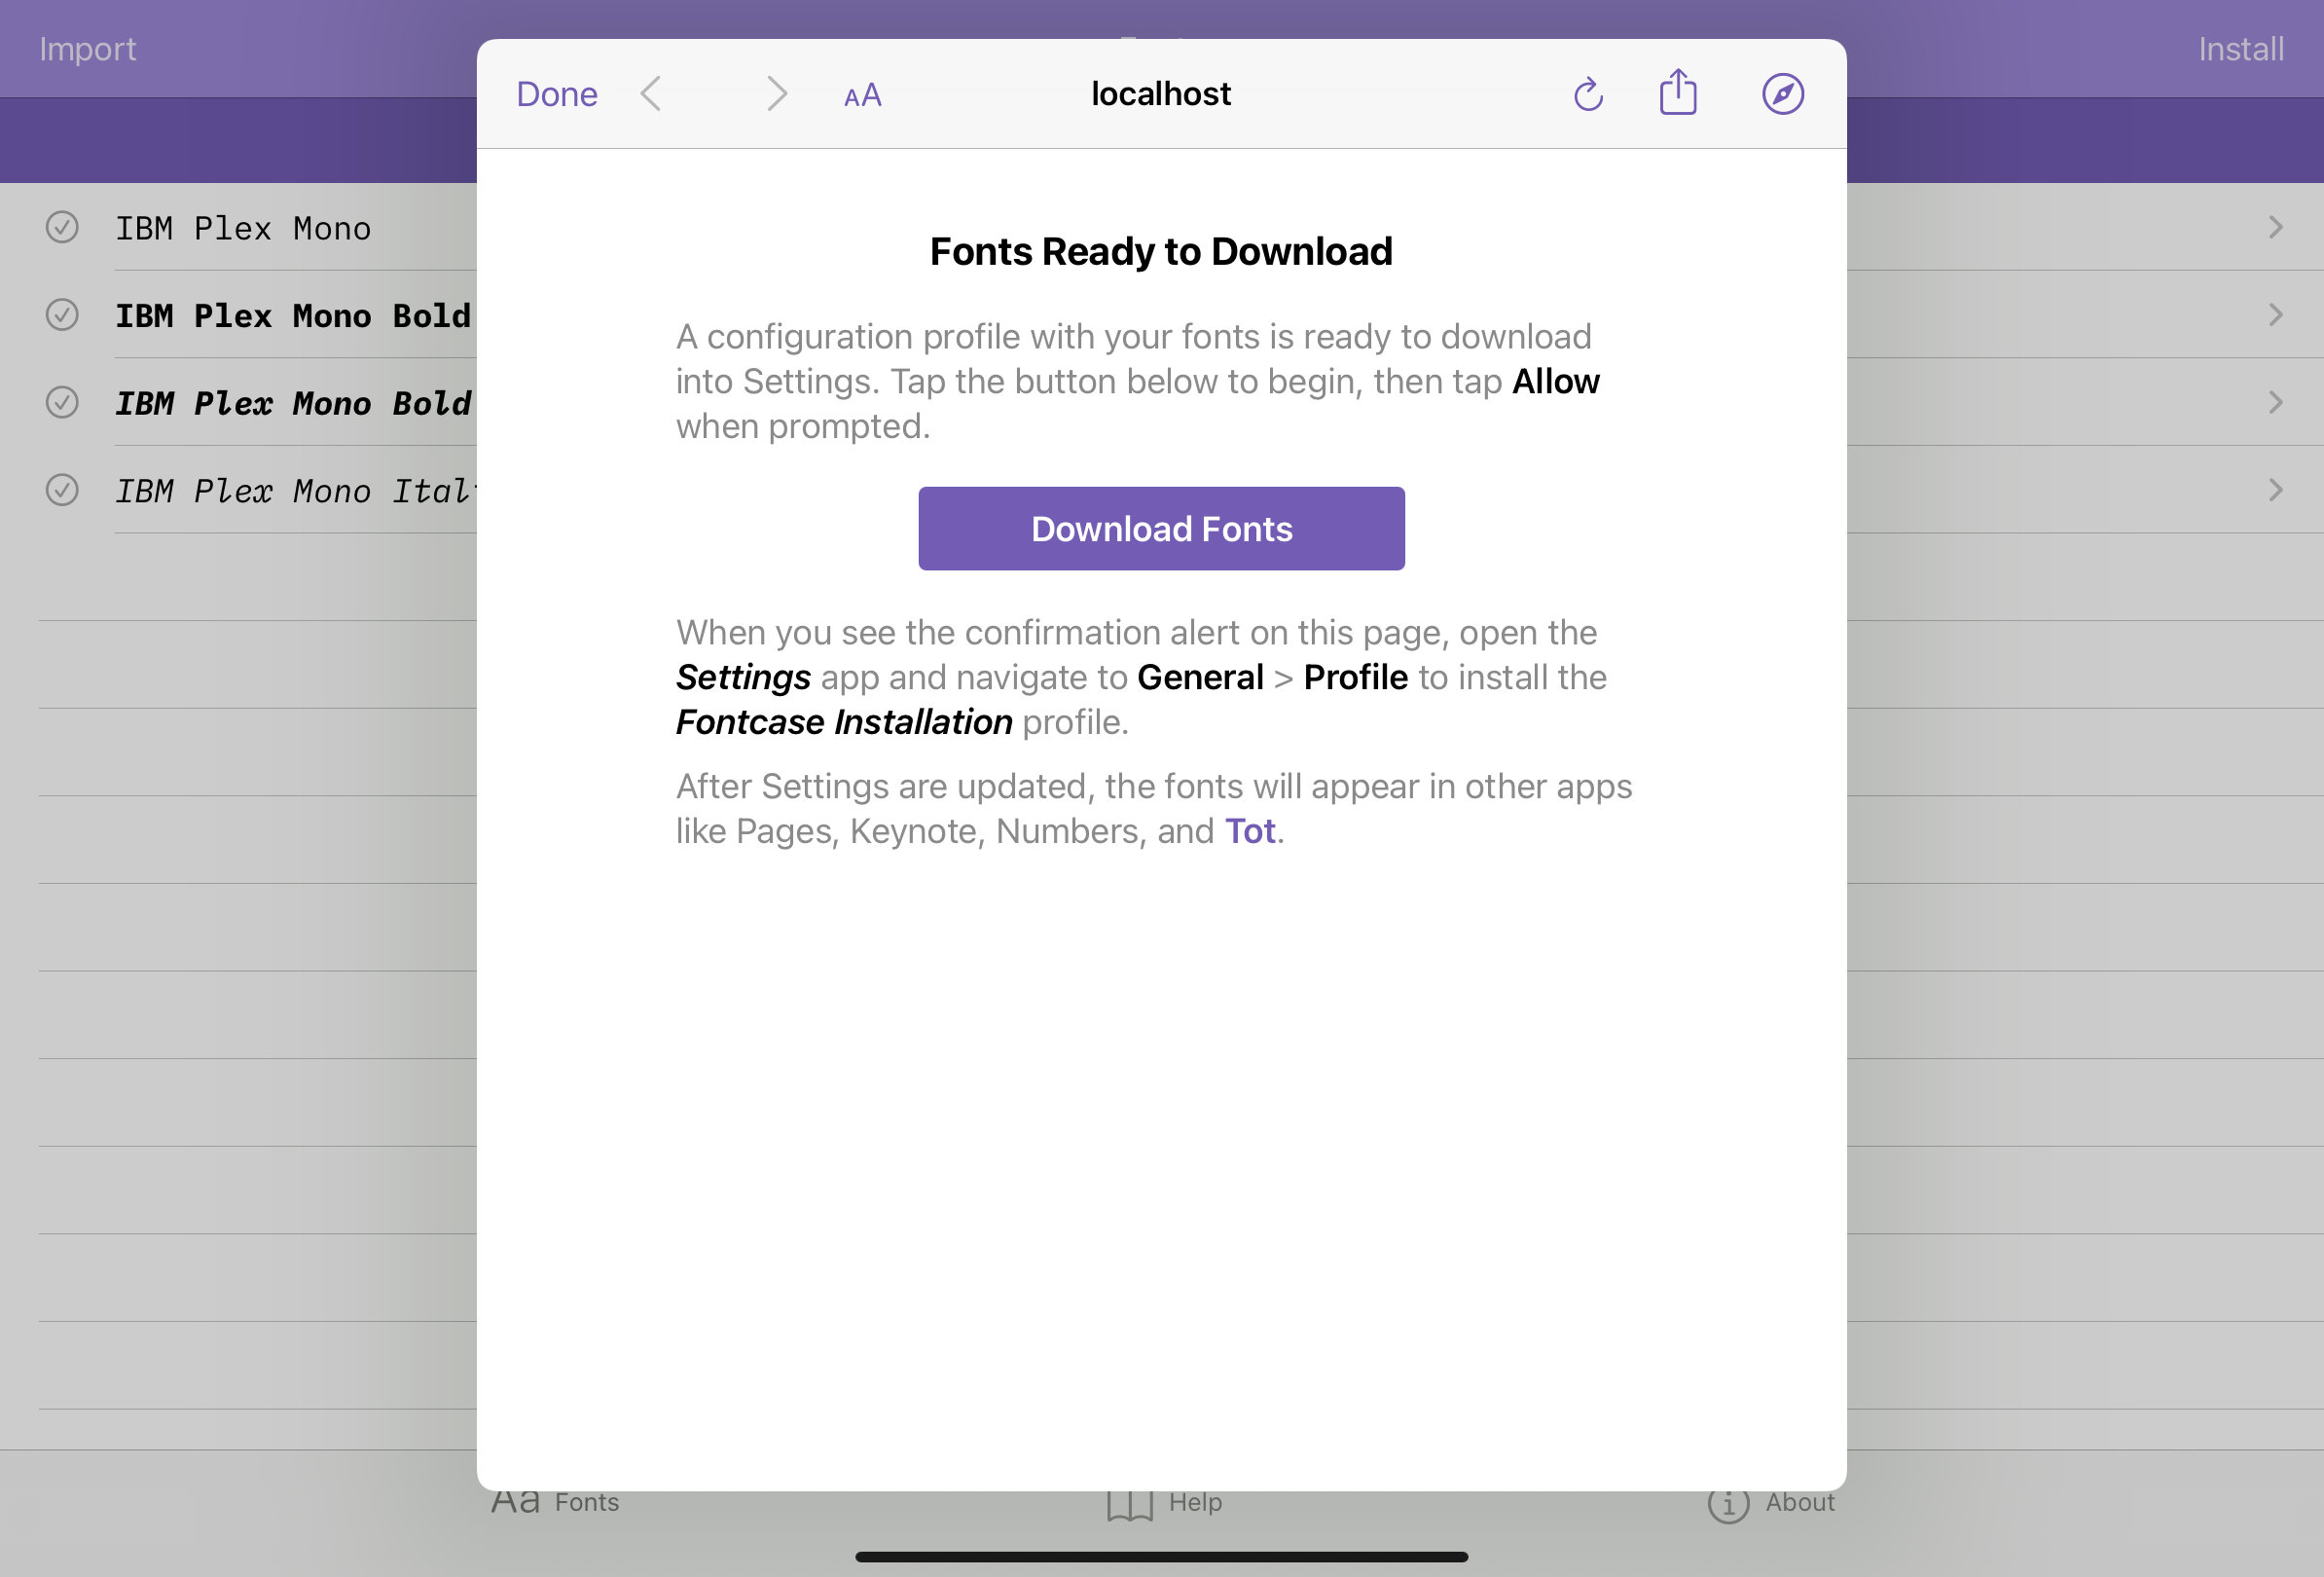 Import
Install
Done
AA
localhost
IBM Plex Mono
IBM Plex Mono Bold
IBM Plex Mono Bold
IBM Plex Mono
Fonts Ready to Download
A configuration profile with your fonts is ready to download
into Settings. Tap the button below to begin, then tap Allow
when prompted.
Download Fonts
When you see the confirmation alert on this page, open the
Settings app and navigate to General > Profile to install the
Fontcase Installation profile.
After Settings are updated, the fonts will appear in other apps
like Pages, Keynote, Numbers, and Tot.
Aa Fonts
Help
About